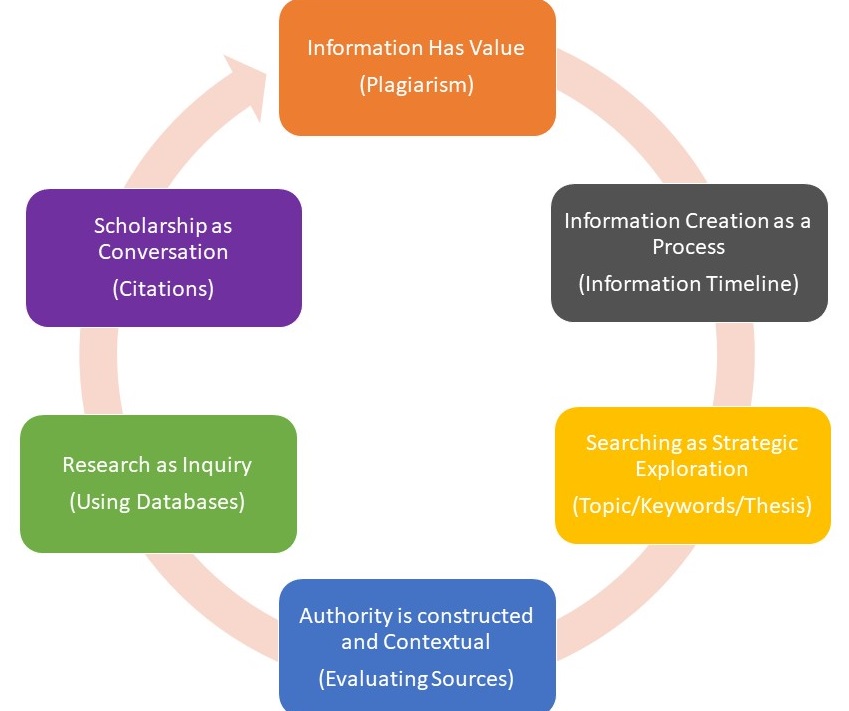 Information Has Value
(Plagiarism)
Information Creation as a
Process
(Information Timeline)
Searching as Strategic
Exploration
(Topic/Keywords/Thesis)
Authority is constructed
and Contextual
(Evaluating Sources)
Research as Inquiry
(Using Databases)
Scholarship as
Conversation
(Citations)